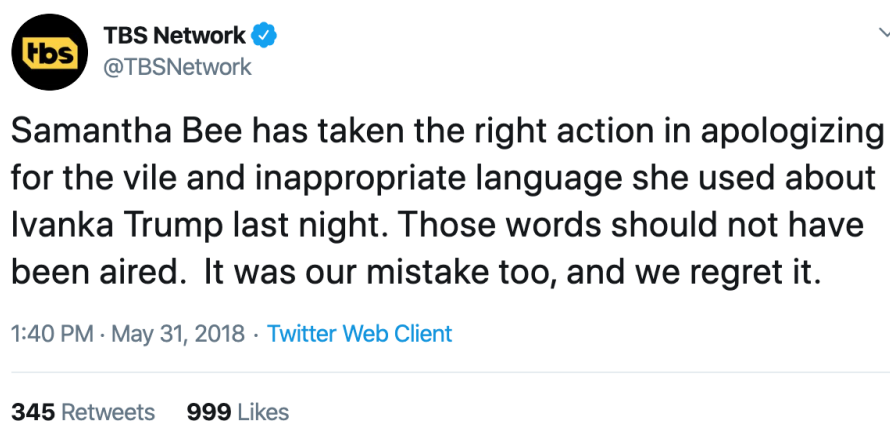 tbs
TBS Network
@TBSNetwork
Samantha Bee has taken the right action in apologizing
for the vile and inappropriate language she used about
Ivanka Trump last night. Those words should not have
been aired.  It was our mistake too, and we regret it.
1:40 PM · May 31, 2018 · Twitter Web Client
345 Retweets 999 Likes